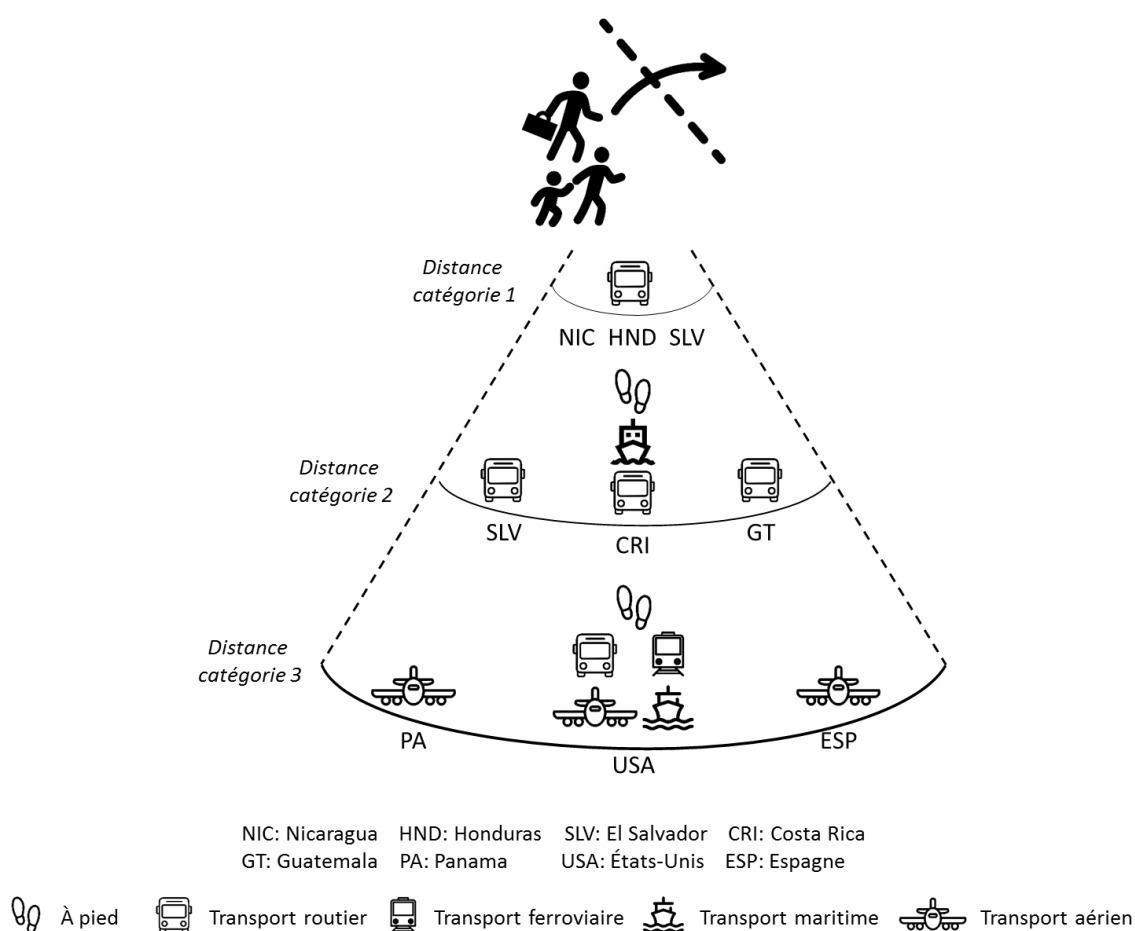 Distance
catégorie 1
NIC HND SLV
Distance
catégorie 2
SLV
CRI
GT
Distance
catégorie 3
PA
USA
ESP
NIC: Nicaragua HND: Honduras SLV: El Salvador CRI: Costa Rica
GT: Guatemala PA: Panama USA: États-Unis ESP: Espagne
À pied Transport routier Transport ferroviaire Transport maritime Transport aérien